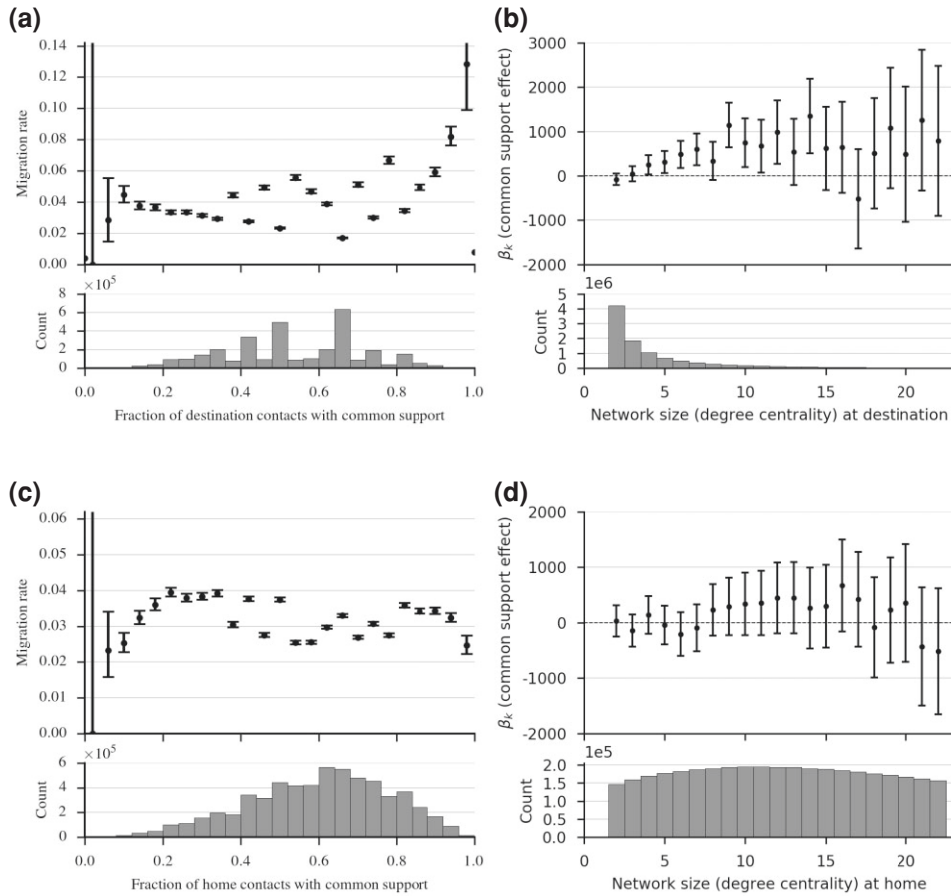 (a)
0.14
0.12
0.10
0.08
0.06
0.04
0.02
0.00
Migration rate
×10⁵
8
6
4
2
0
Count
0.0 0.2 0.4 0.6 0.8 1.0
Fraction of destination contacts with common support
(b)
3000
2000
1000
0
-1000
-2000
βk (common support effect)
1e6
5
4
3
2
1
0
Count
0 5 10 15 20
Network size (degree centrality) at destination
(c)
0.06
0.05
0.04
0.03
0.02
0.01
0.00
Migration rate
×10⁵
6
4
2
0
Count
0.0 0.2 0.4 0.6 0.8 1.0
Fraction of home contacts with common support
(d)
2000
1000
0
-1000
-2000
βk (common support effect)
1e5
2.0
1.5
1.0
0.5
0.0
Count
0 5 10 15 20
Network size (degree centrality) at home